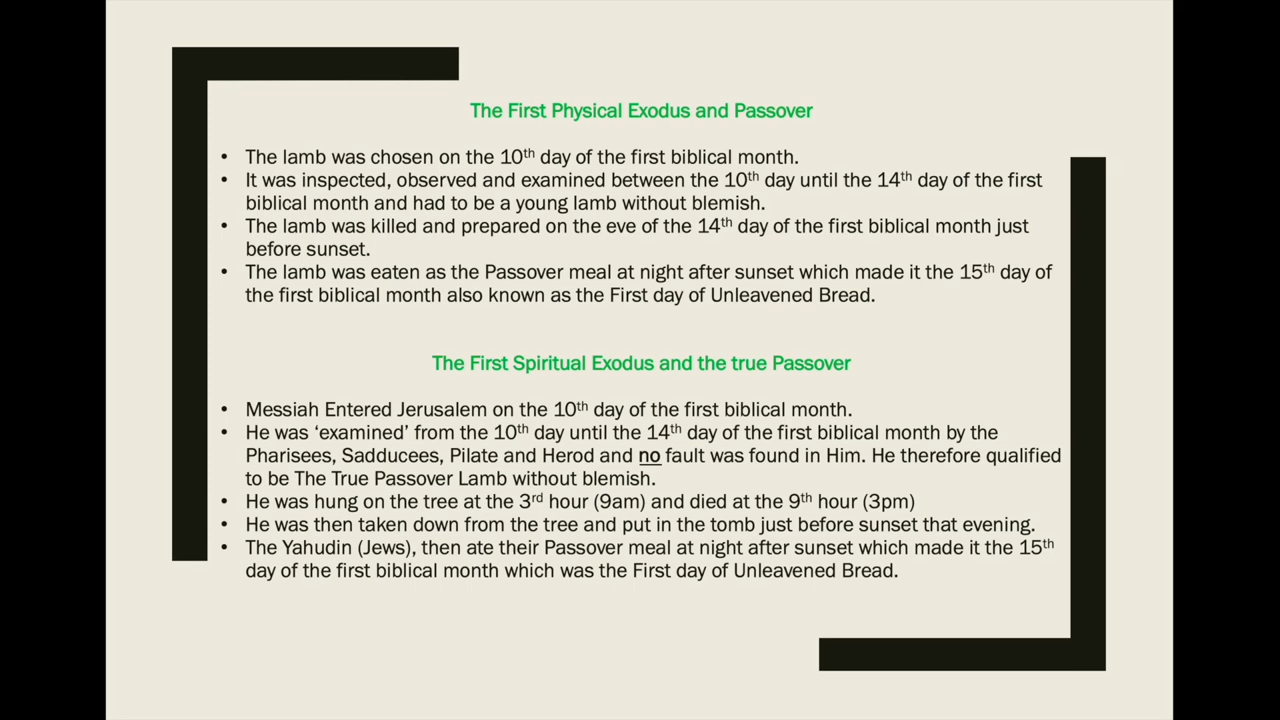 The First Physical Exodus and Passover
• The lamb was chosen on the 10th day of the first biblical month.
• It was inspected, observed and examined between the 10th day until the 14th day of the first
biblical month and had to be a young lamb without blemish.
• The lamb was killed and prepared on the eve of the 14th day of the first biblical month just
before sunset.
• The lamb was eaten as the Passover meal at night after sunset which made it the 15th day of
the first biblical month also known as the First day of Unleavened Bread.
The First Spiritual Exodus and the true Passover
• Messiah Entered Jerusalem on the 10th day of the first biblical month.
• He was ‘examined’ from the 10th day until the 14th day of the first biblical month by the
Pharisees, Sadducees, Pilate and Herod and no fault was found in Him. He therefore qualified
to be The True Passover Lamb without blemish.
• He was hung on the tree at the 3rd hour (9am) and died at the 9th hour (3pm)
• He was then taken down from the tree and put in the tomb just before sunset that evening.
• The Yahudin (Jews), then ate their Passover meal at night after sunset which made it the 15th
day of the first biblical month which was the First day of Unleavened Bread.